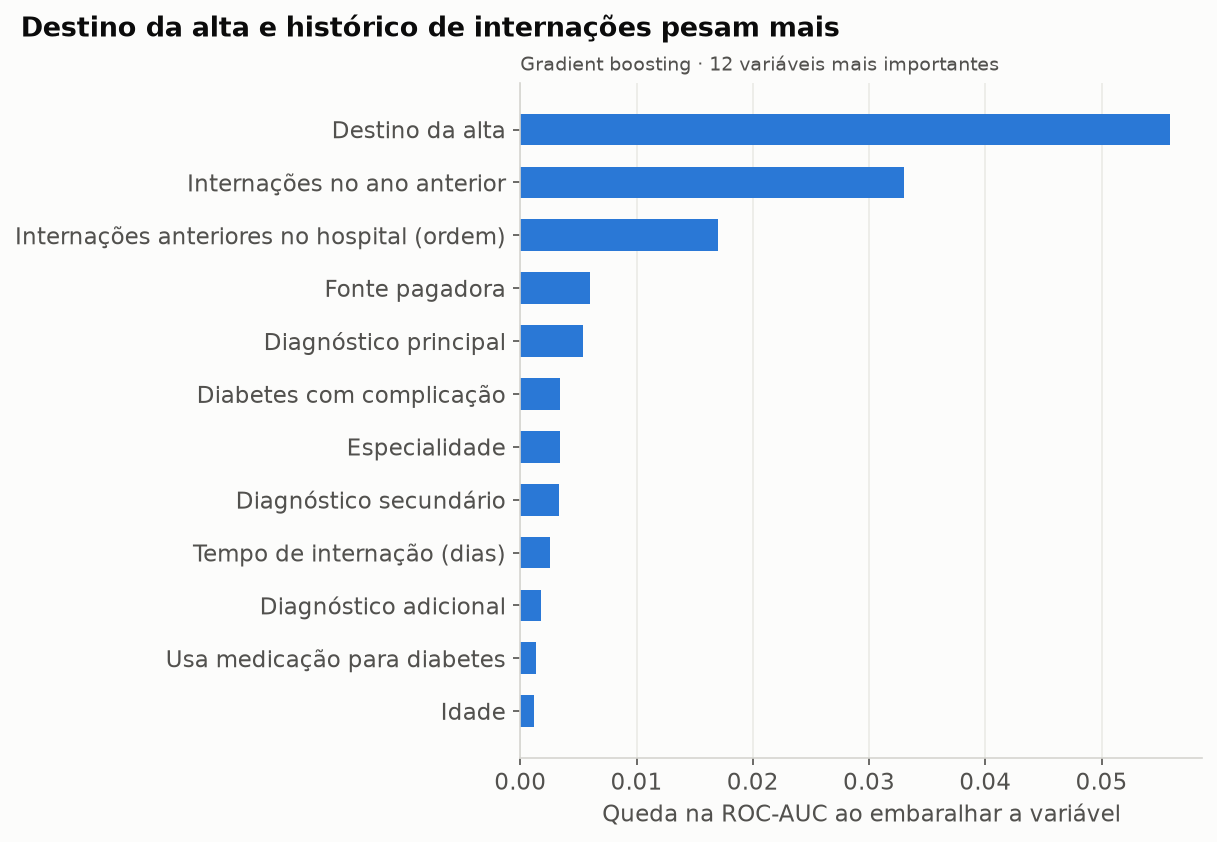 Destino da alta e histórico de internações pesam mais
Gradient boosting · 12 variáveis mais importantes
Destino da alta
Internações no ano anterior
Internações anteriores no hospital (ordem)
Fonte pagadora
Diagnóstico principal
Diabetes com complicação
Especialidade
Diagnóstico secundário
Tempo de internação (dias)
Diagnóstico adicional
Usa medicação para diabetes
Idade
0.00 0.01 0.02 0.03 0.04 0.05
Queda na ROC-AUC ao embaralhar a variável